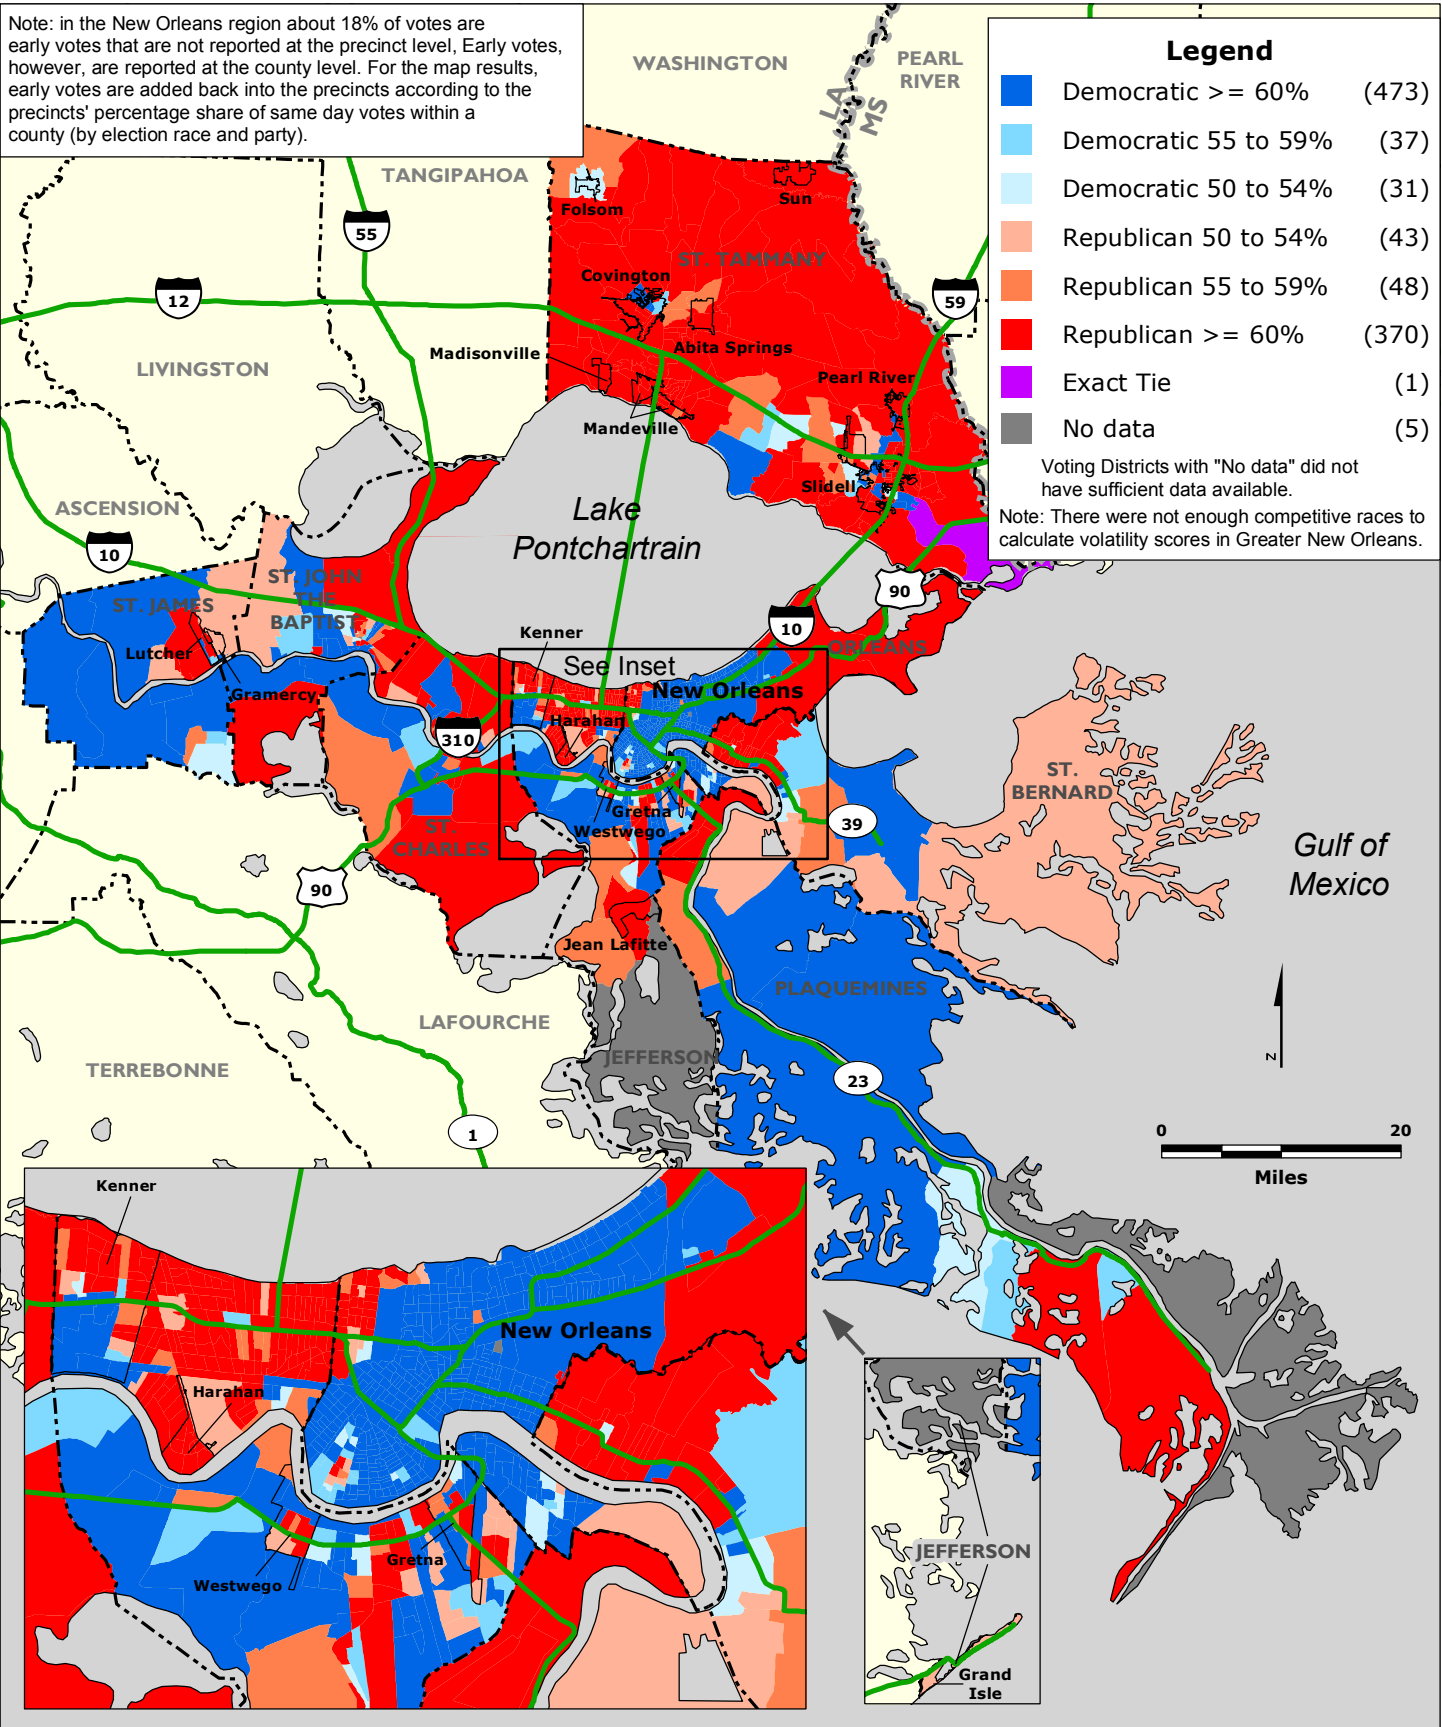 Note: in the New Orleans region about 18% of votes are
early votes that are not reported at the precinct level, Early votes,
however, are reported at the county level. For the map results,
early votes are added back into the precincts according to the
precincts' percentage share of same day votes within a
county (by election race and party).
WASHINGTON
PEARL
RIVER
LA
MS
Legend
Democratic >= 60% (473)
Democratic 55 to 59% (37)
Democratic 50 to 54% (31)
Republican 50 to 54% (43)
Republican 55 to 59% (48)
Republican >= 60% (370)
Exact Tie (1)
No data (5)
Voting Districts with "No data" did not
have sufficient data available.
Note: There were not enough competitive races to
calculate volatility scores in Greater New Orleans.
TANGIPAHOA
Folsom
Sun
55
ST. TAMMANY
Covington
12
59
Abita Springs
Madisonville
LIVINGSTON
Pearl River
Mandeville
Slidell
ASCENSION
Lake
Pontchartrain
10
ST. JOHN
THE
BAPTIST
ST. JAMES
90
10
Kenner
ORLEANS
Lutcher
See Inset
Gramercy
New Orleans
Harahan
310
ST.
BERNARD
Gretna
Westwego
39
ST.
CHARLES
Gulf of
Mexico
90
Jean Lafitte
PLAQUEMINES
LAFOURCHE
JEFFERSON
TERREBONNE
23
N
1
0 20
Miles
Kenner
New Orleans
Harahan
Gretna
Westwego
JEFFERSON
Grand
Isle